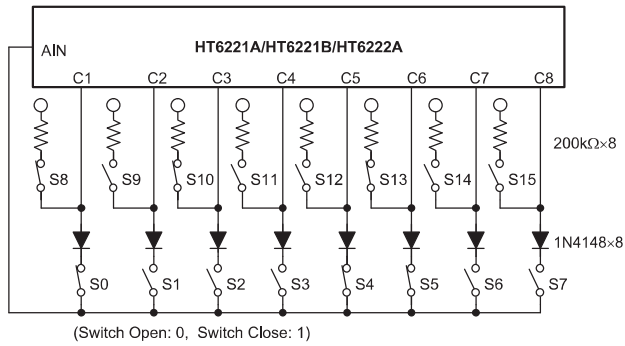 HT6221A/HT6221B/HT6222A
AIN
C1 C2 C3 C4 C5 C6 C7 C8
200kΩ×8
S8 S9 S10 S11 S12 S13 S14 S15
1N4148×8
S0 S1 S2 S3 S4 S5 S6 S7
(Switch Open: 0, Switch Close: 1)